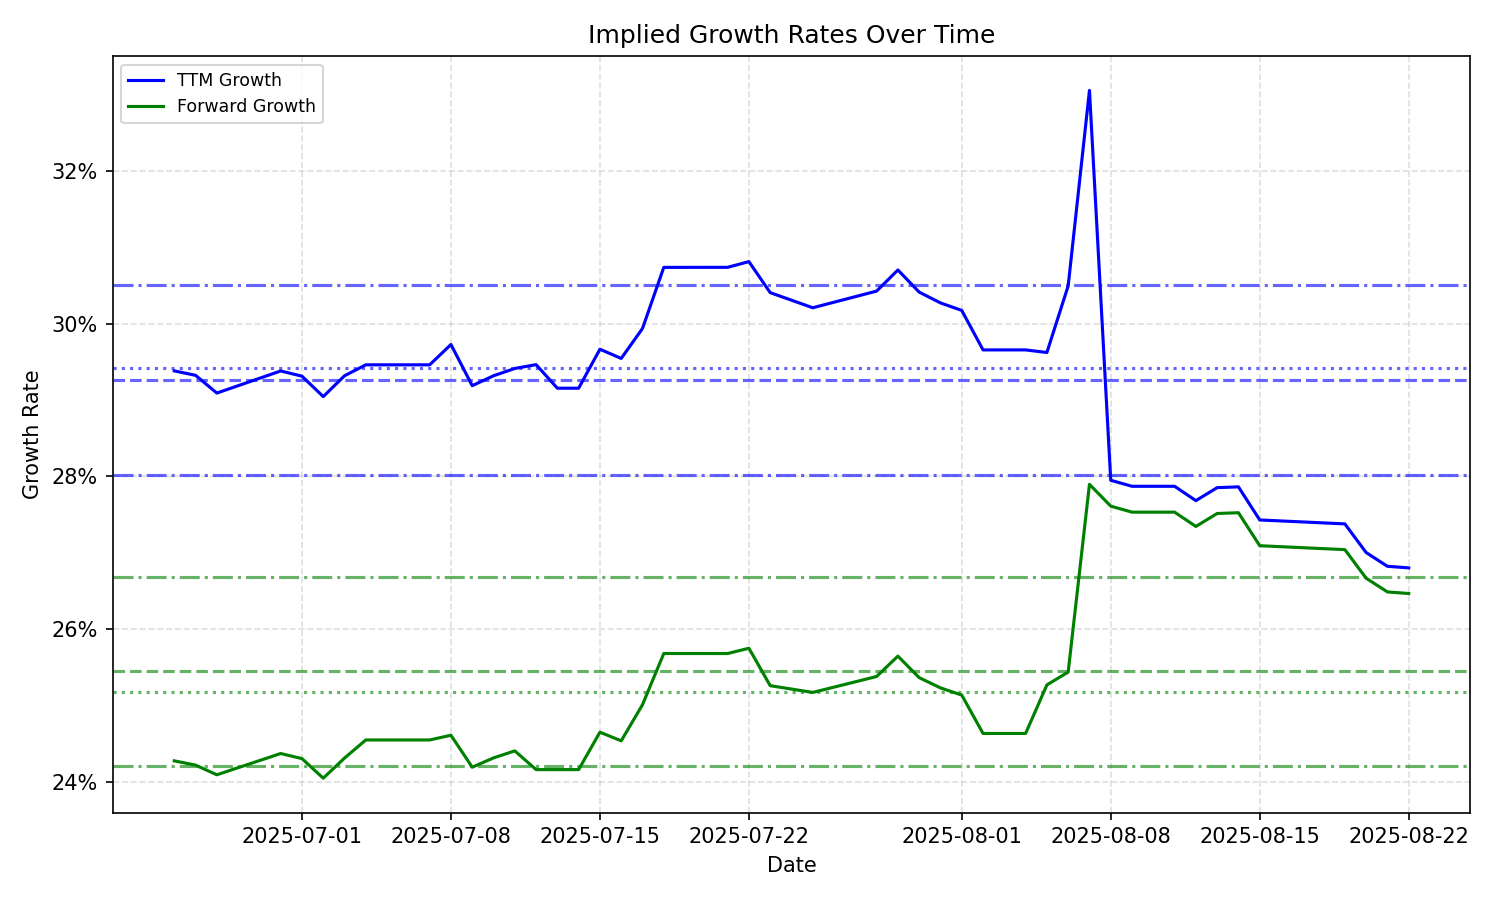 Implied Growth Rates Over Time
TTM Growth
Forward Growth
32%
30%
28%
26%
24%
Growth Rate
2025-07-01 2025-07-08 2025-07-15 2025-07-22 2025-08-01 2025-08-08 2025-08-15 2025-08-22
Date